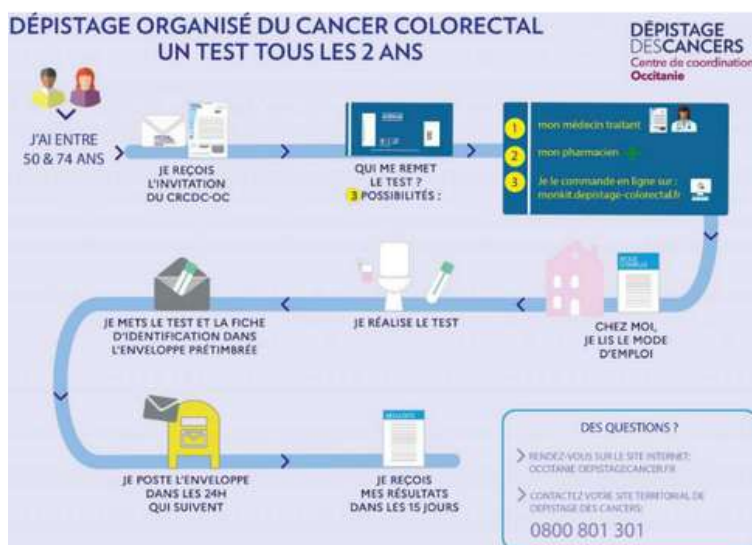 DÉPISTAGE ORGANISÉ DU CANCER COLORECTAL
UN TEST TOUS LES 2 ANS
DÉPISTAGE
DES CANCERS
Centre de coordination
Occitanie
J'AI ENTRE
50 & 74 ANS
JE REÇOIS
L'INVITATION
DU CRCDC-OC
QUI ME REMET
LE TEST ?
3 POSSIBILITÉS :
1 mon médecin traitant
2 mon pharmacien
3 Je le commande en ligne sur :
monkit.depistage-colorectal.fr
MODE
D'EMPLOI
CHEZ MOI,
JE LIS LE MODE
D'EMPLOI
JE RÉALISE LE TEST
JE METS LE TEST ET LA FICHE
D'IDENTIFICATION DANS
L'ENVELOPPE PRÉTIMBRÉE
JE POSTE L'ENVELOPPE
DANS LES 24H
QUI SUIVENT
RÉSULTATS
JE REÇOIS
MES RÉSULTATS
DANS LES 15 JOURS
DES QUESTIONS ?
RENDEZ-VOUS SUR LE SITE INTERNET:
OCCITANIE-DEPISTAGECANCER.FR
CONTACTEZ VOTRE SITE TERRITORIAL DE
DEPISTAGE DES CANCERS:
0800 801 301